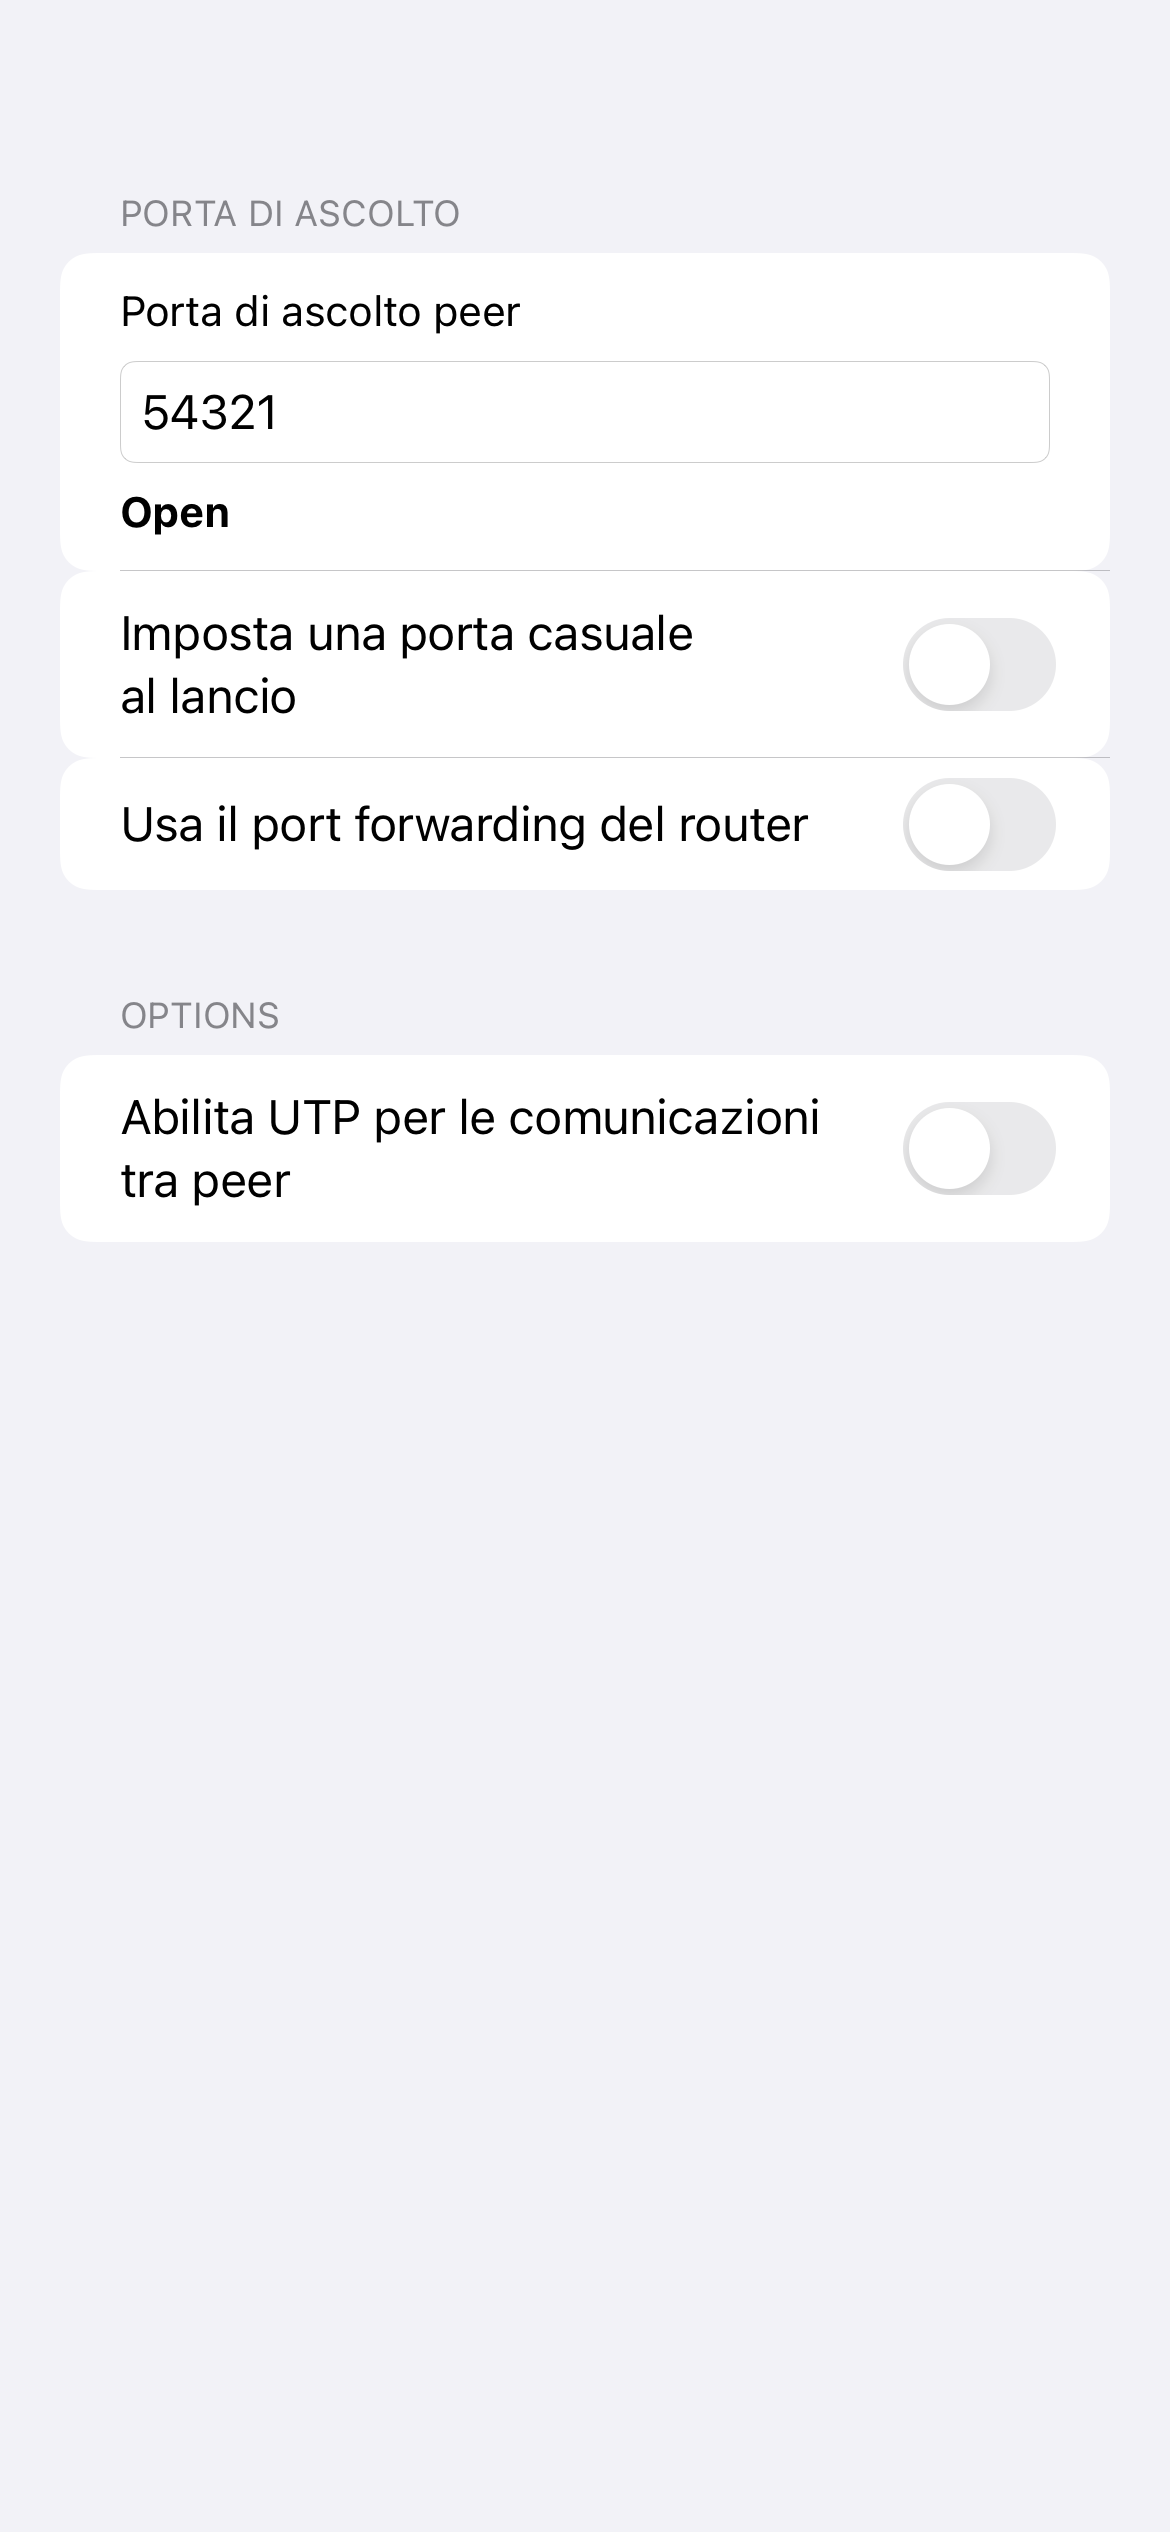 PORTA DI ASCOLTO
Porta di ascolto peer
54321
Open
Imposta una porta casuale
al lancio
Usa il port forwarding del router
OPTIONS
Abilita UTP per le comunicazioni
tra peer